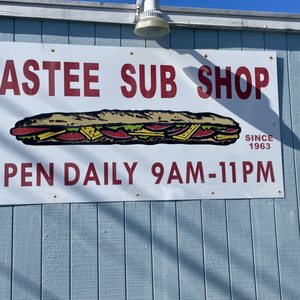 ASTEE SUB SHOP
SINCE
1963
PEN DAILY 9AM-11PM